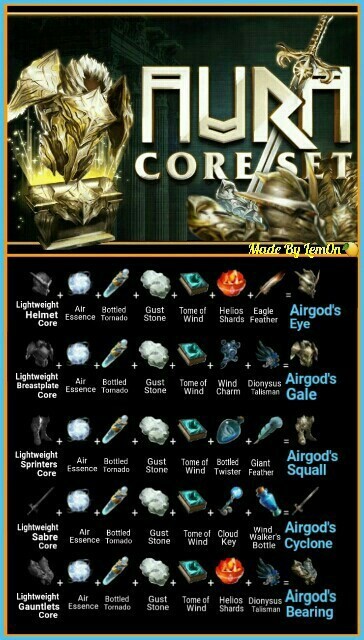 AURA
CORE SET
Made By Lem0n
Lightweight
Helmet
Core
Air
Essence
Bottled
Tornado
Gust
Stone
Tome of
Wind
Helios
Shards
Eagle
Feather
Airgod's
Eye
Lightweight
Breastplate
Core
Air
Essence
Bottled
Tornado
Gust
Stone
Tome of
Wind
Wind
Charm
Dionysus
Talisman
Airgod's
Gale
Lightweight
Sprinters
Core
Air
Essence
Bottled
Tornado
Gust
Stone
Tome of
Wind
Bottled
Twister
Giant
Feather
Airgod's
Squall
Lightweight
Sabre
Core
Air
Essence
Bottled
Tornado
Gust
Stone
Tome of
Wind
Cloud
Key
Wind
Walker's
Bottle
Airgod's
Cyclone
Lightweight
Gauntlets
Core
Air
Essence
Bottled
Tornado
Gust
Stone
Tome of
Wind
Helios
Shards
Dionysus
Talisman
Airgod's
Bearing